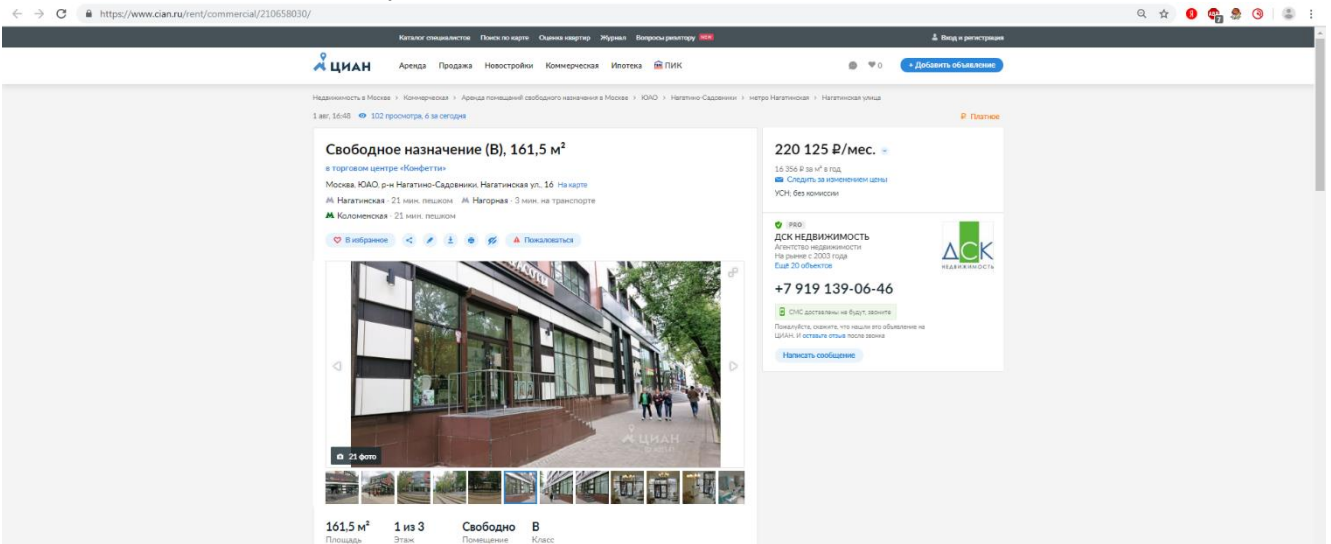 https://www.cian.ru/rent/commercial/210658030/
Каталог специалистов Поиск по карте Оценка квартир Журнал Вопросы риелтору NEW Вход и регистрация
ЦИАН Аренда Продажа Новостройки Коммерческая Ипотека ПИК 0 + Добавить объявление
Недвижимость в Москве > Коммерческая > Аренда помещений свободного назначения в Москве > ЮАО > Нагатино-Садовники > метро Нагатинская > Нагатинская улица
1 авг, 16:48 102 просмотра, 6 за сегодня Платное
Свободное назначение (B), 161,5 м²
в торговом центре «Конфетти»
Москва, ЮАО, р-н Нагатино-Садовники, Нагатинская ул., 16 На карте
Нагатинская · 21 мин. пешком Нагорная · 3 мин. на транспорте
Коломенская · 21 мин. пешком
В избранное Пожаловаться
220 125 ₽/мес.
16 356 ₽ за м² в год
Следить за изменением цены
УСН, без комиссии
PRO
ДСК НЕДВИЖИМОСТЬ
Агентство недвижимости
На рынке с 2003 года
Ещё 20 объектов
ДСК
НЕДВИЖИМОСТЬ
+7 919 139-06-46
СМС доставлены не будут, звоните
Пожалуйста, скажите, что нашли это объявление на
ЦИАН. И оставьте отзыв после звонка
Написать сообщение
ЦИАН
21 фото
161,5 м² 1 из 3 Свободно B
Площадь Этаж Помещение Класс